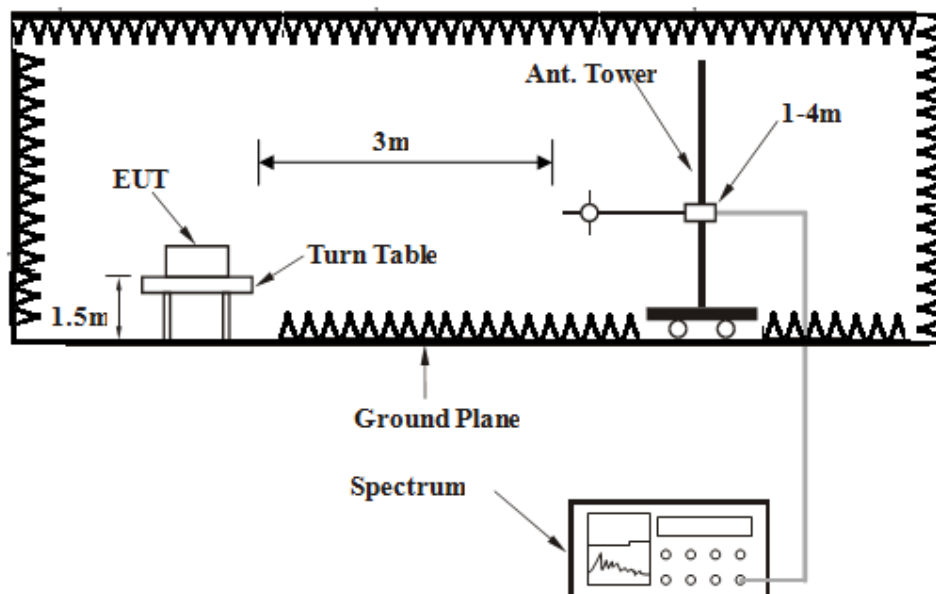 Ant. Tower
1-4m
3m
EUT
Turn Table
1.5m
Ground Plane
Spectrum